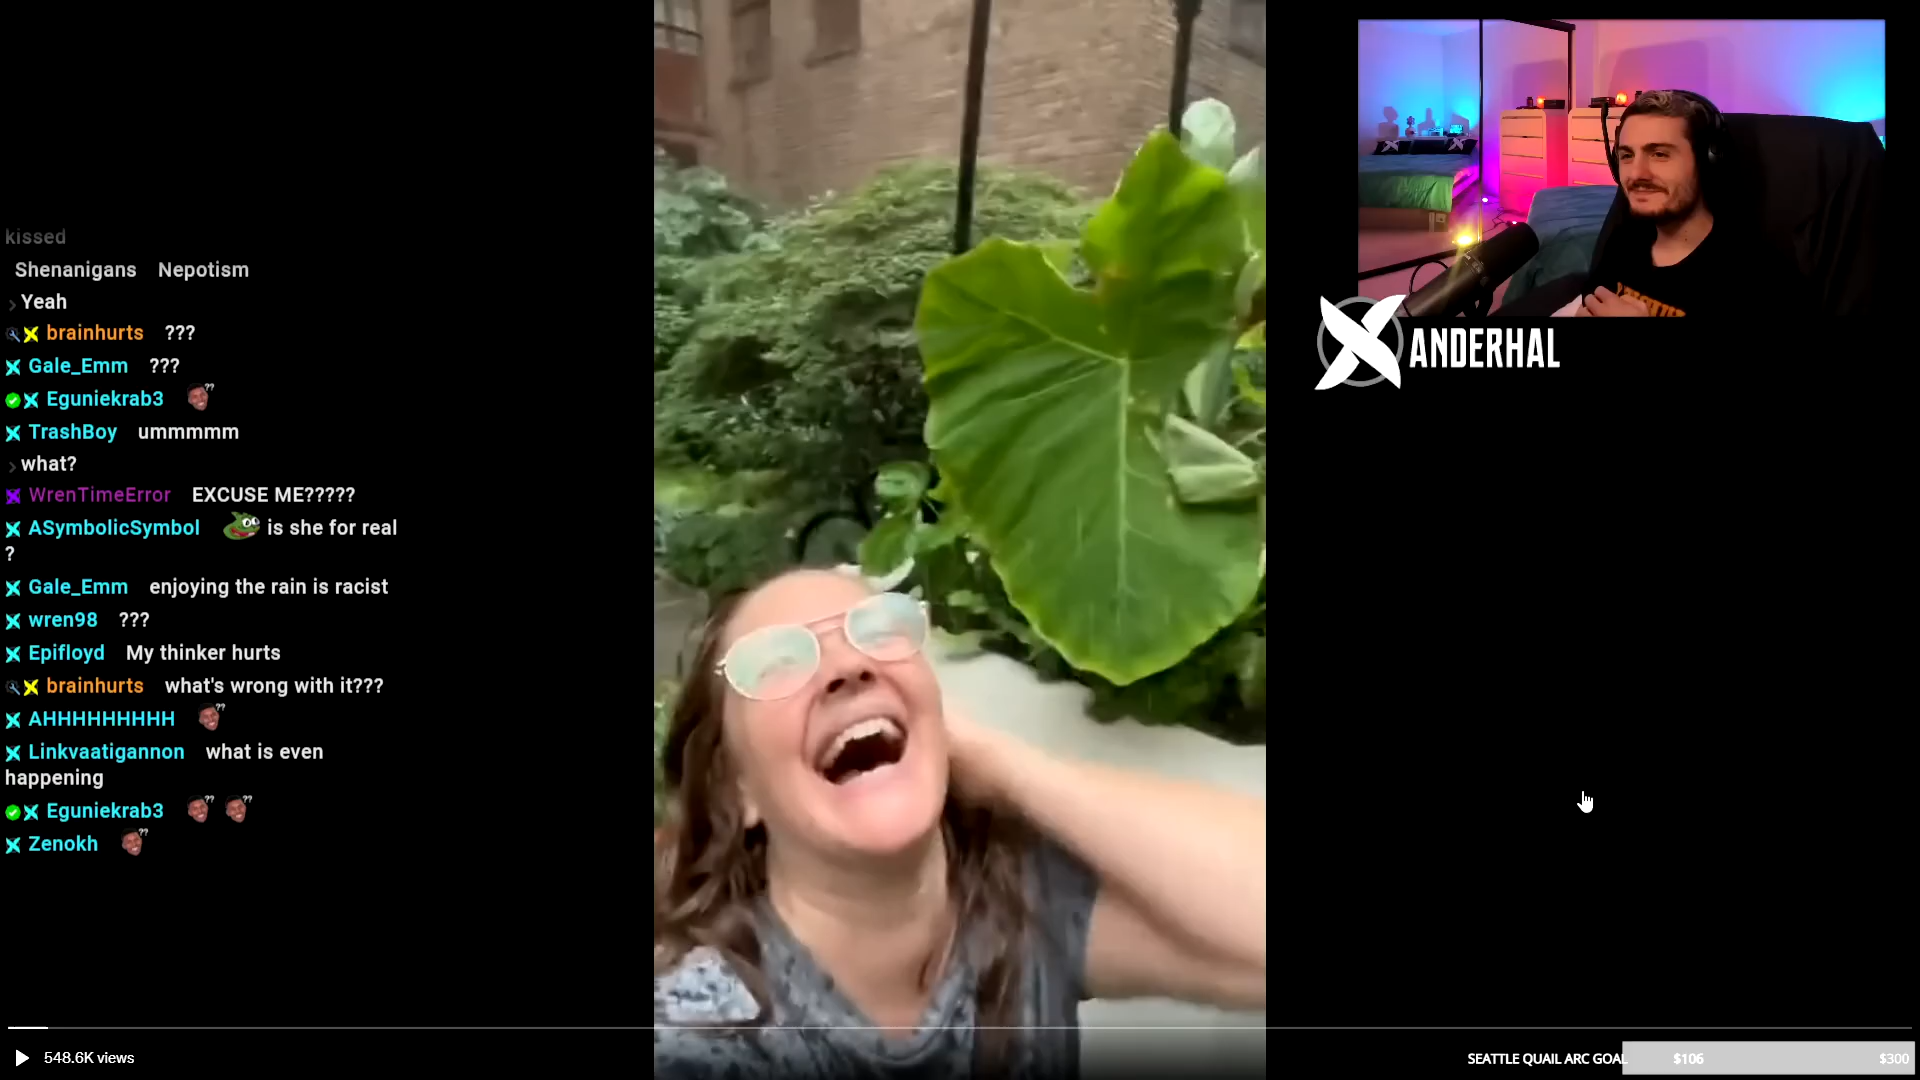 kissed
Shenanigans Nepotism
Yeah
brainhurts ???
Gale_Emm ???
Eguniekrab3
TrashBoy ummmmm
what?
WrenTimeError EXCUSE ME?????
ASymbolicSymbol is she for real
?
Gale_Emm enjoying the rain is racist
wren98 ???
Epifloyd My thinker hurts
brainhurts what's wrong with it???
AHHHHHHHHH
Linkvaatigannon what is even
happening
Eguniekrab3
Zenokh
XANDERHAL
548.6K views
SEATTLE QUAIL ARC GOAL $106 $300